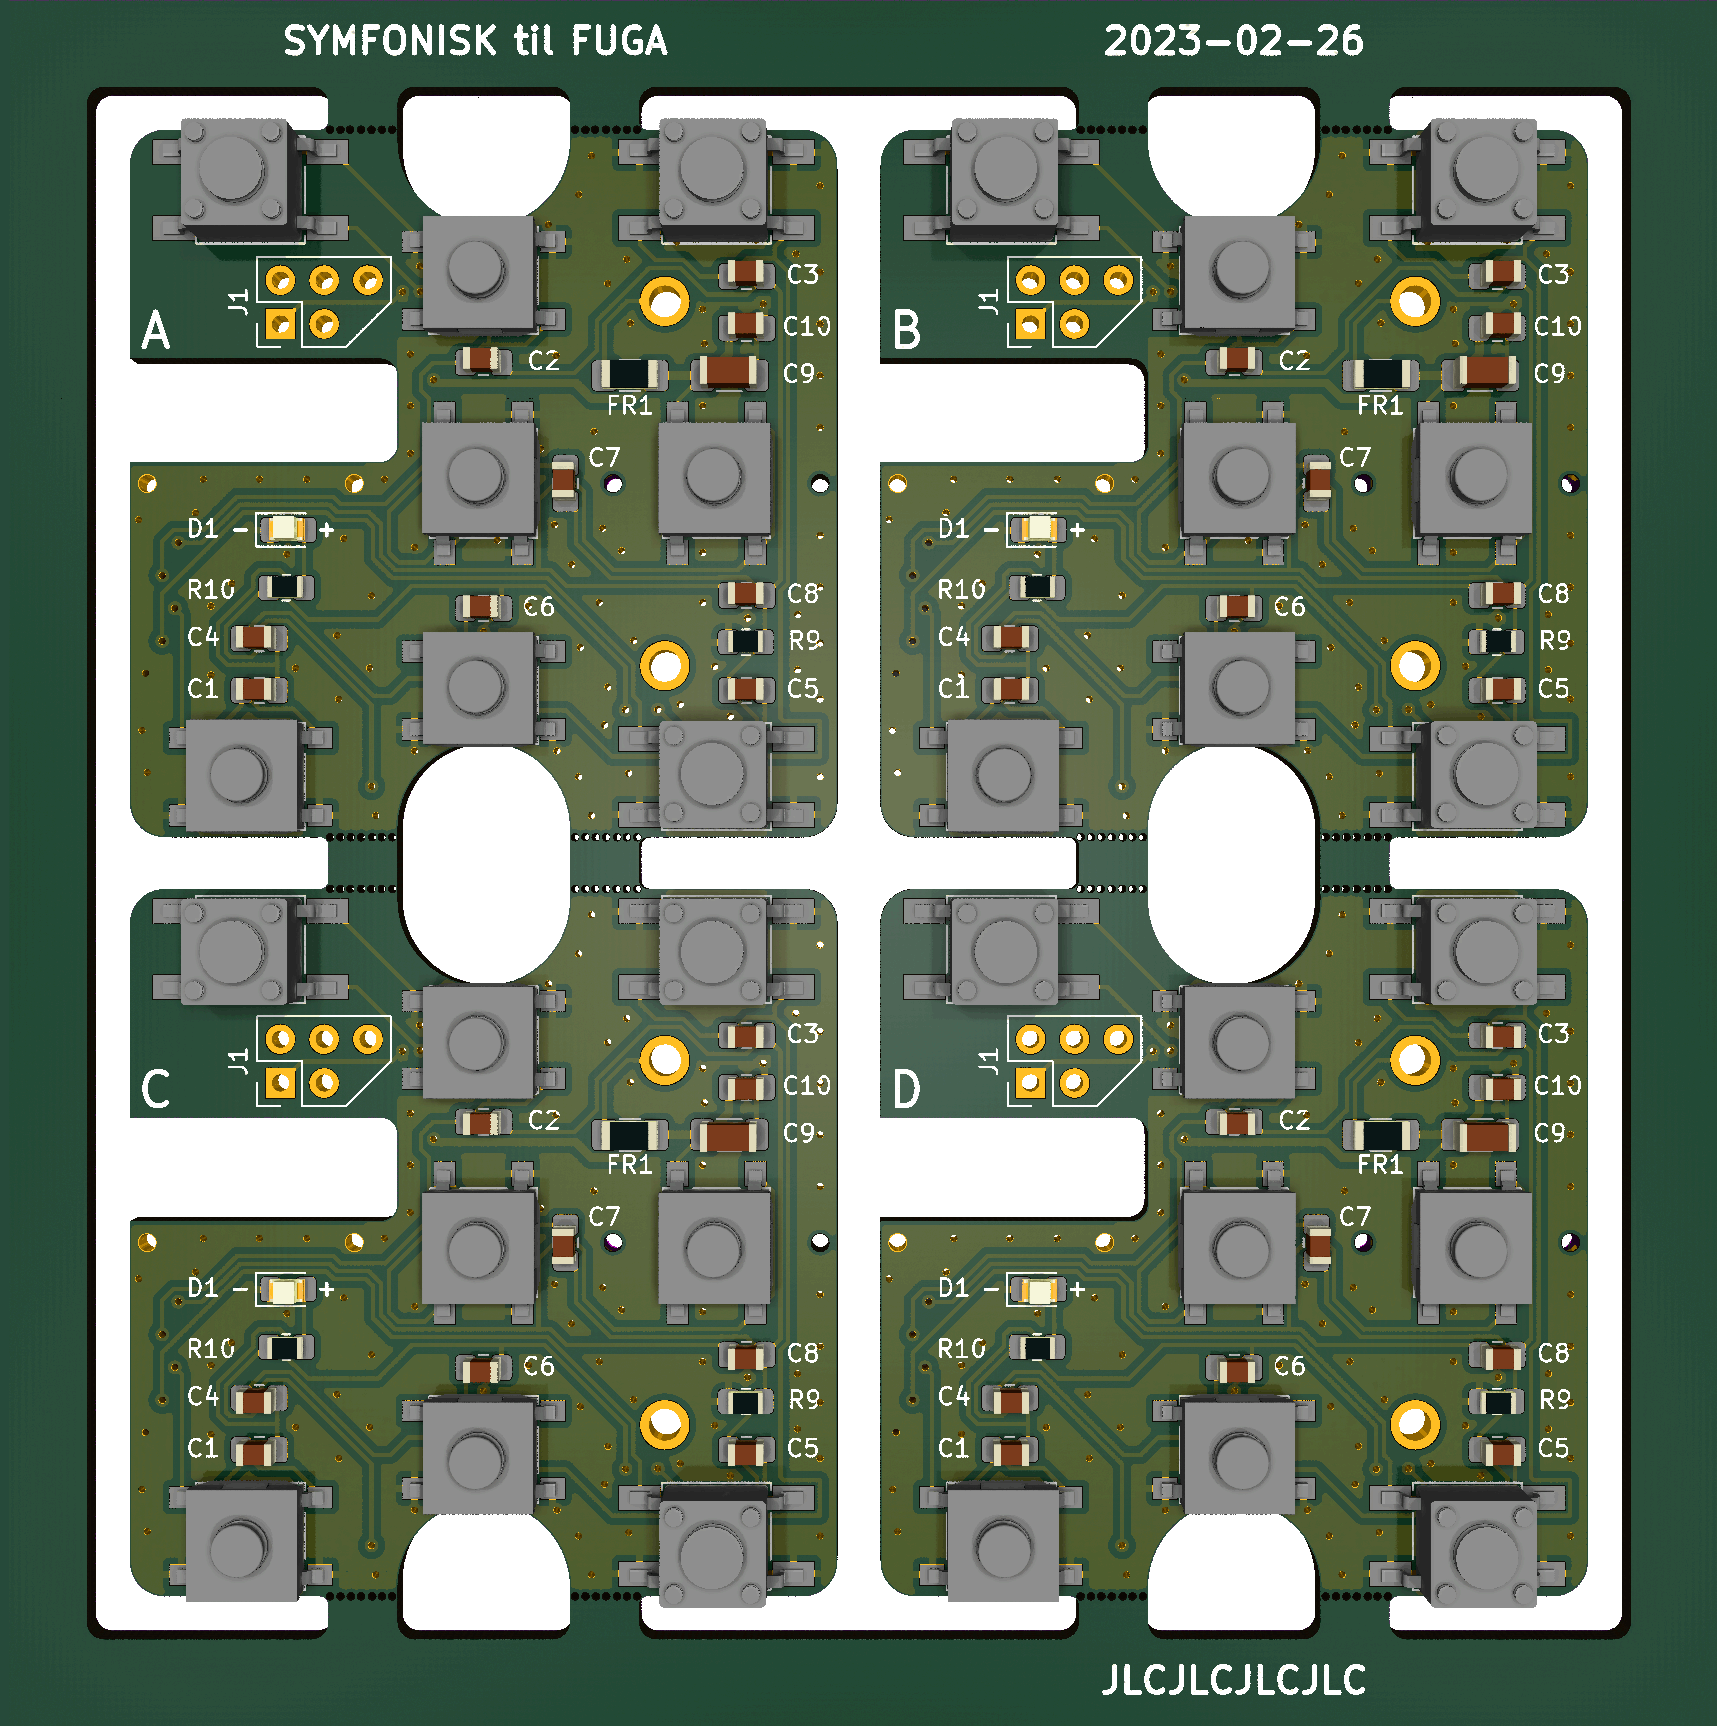 SYMFONISK til FUGA 2023-02-26
J1 C3 J1 C3
A C10 B C10
C2 C9 C2 C9
FR1 FR1
C7 C7
D1 - + D1 - +
R10 C8 R10 C8
C6 C6
C4 R9 C4 R9
C1 C5 C1 C5
J1 C3 J1 C3
C C10 D C10
C2 C9 C2 C9
FR1 FR1
C7 C7
D1 - + D1 - +
R10 C8 R10 C8
C6 C6
C4 R9 C4 R9
C1 C5 C1 C5
JLCJLCJLCJLC